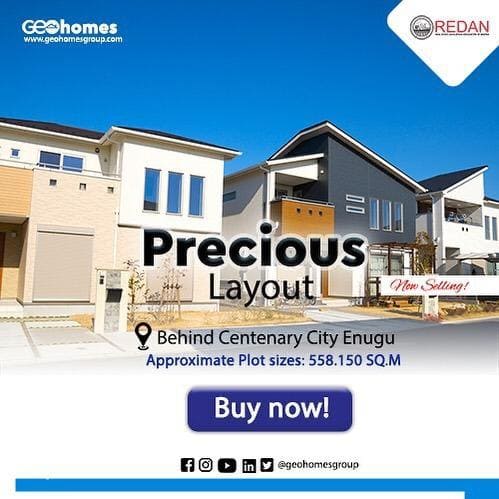 GEOhomes
www.geohomesgroup.com
REDAN
Precious
Layout
Now Selling!
Behind Centenary City Enugu
Approximate Plot sizes: 558.150 SQ.M
Buy now!
@geohomesgroup